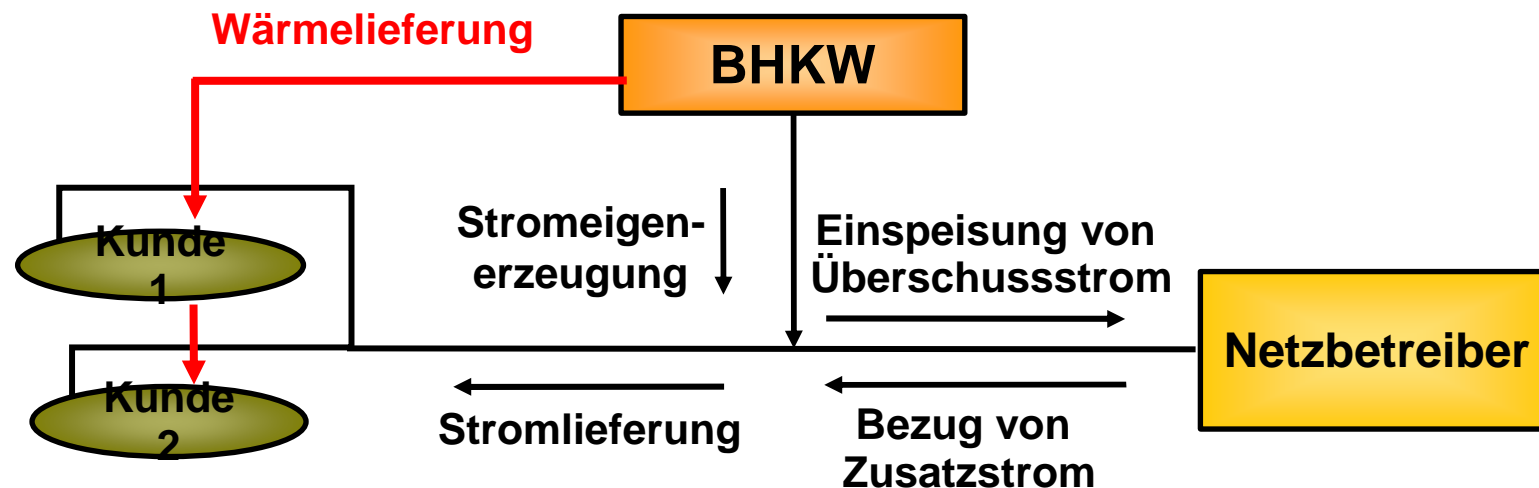 Wärmelieferung
BHKW
Kunde
1
Stromeigen-
erzeugung
Einspeisung von
Überschussstrom
Netzbetreiber
Kunde
2
Stromlieferung
Bezug von
Zusatzstrom